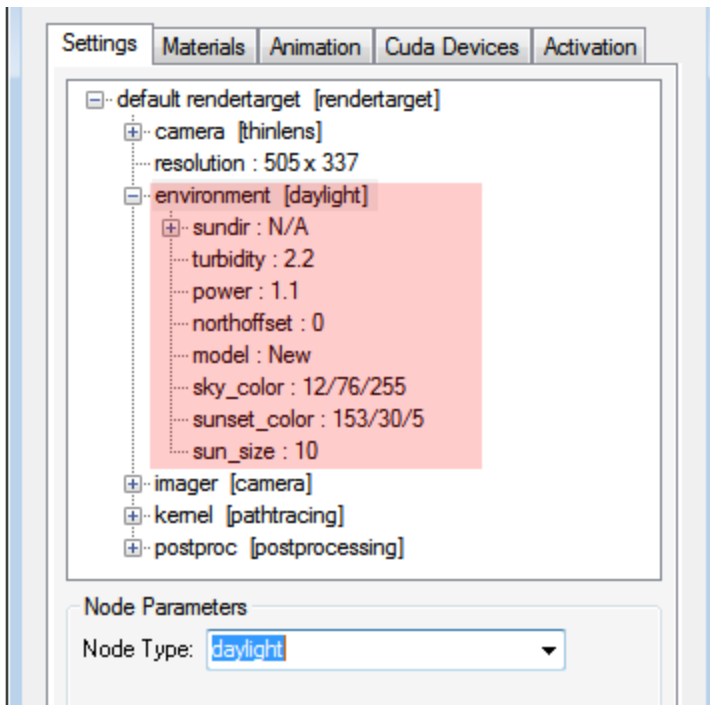 Settings Materials Animation Cuda Devices Activation
default rendertarget [rendertarget]
camera [thinlens]
resolution : 505 x 337
environment [daylight]
sundir : N/A
turbidity : 2.2
power : 1.1
northoffset : 0
model : New
sky_color : 12/76/255
sunset_color : 153/30/5
sun_size : 10
imager [camera]
kernel [pathtracing]
postproc [postprocessing]
Node Parameters
Node Type: daylight